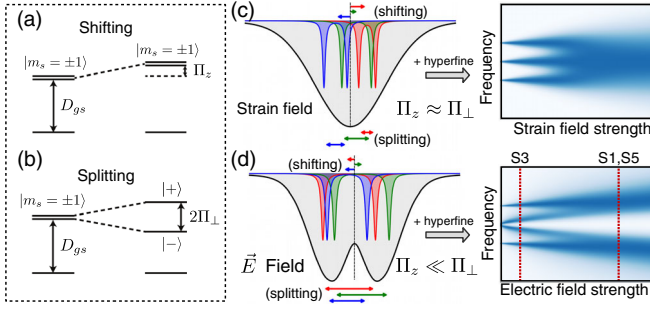 (a)
Shifting
|m_s = ±1⟩
|m_s = ±1⟩
Π_z
D_gs
(b)
Splitting
|m_s = ±1⟩
|+⟩
2Π_⊥
|−⟩
D_gs
(c)
(shifting)
+ hyperfine
Strain field
Π_z ≈ Π_⊥
(splitting)
Frequency
Strain field strength
(d)
(shifting)
+ hyperfine
E⃗ Field
Π_z ≪ Π_⊥
(splitting)
S3
S1,S5
Frequency
Electric field strength